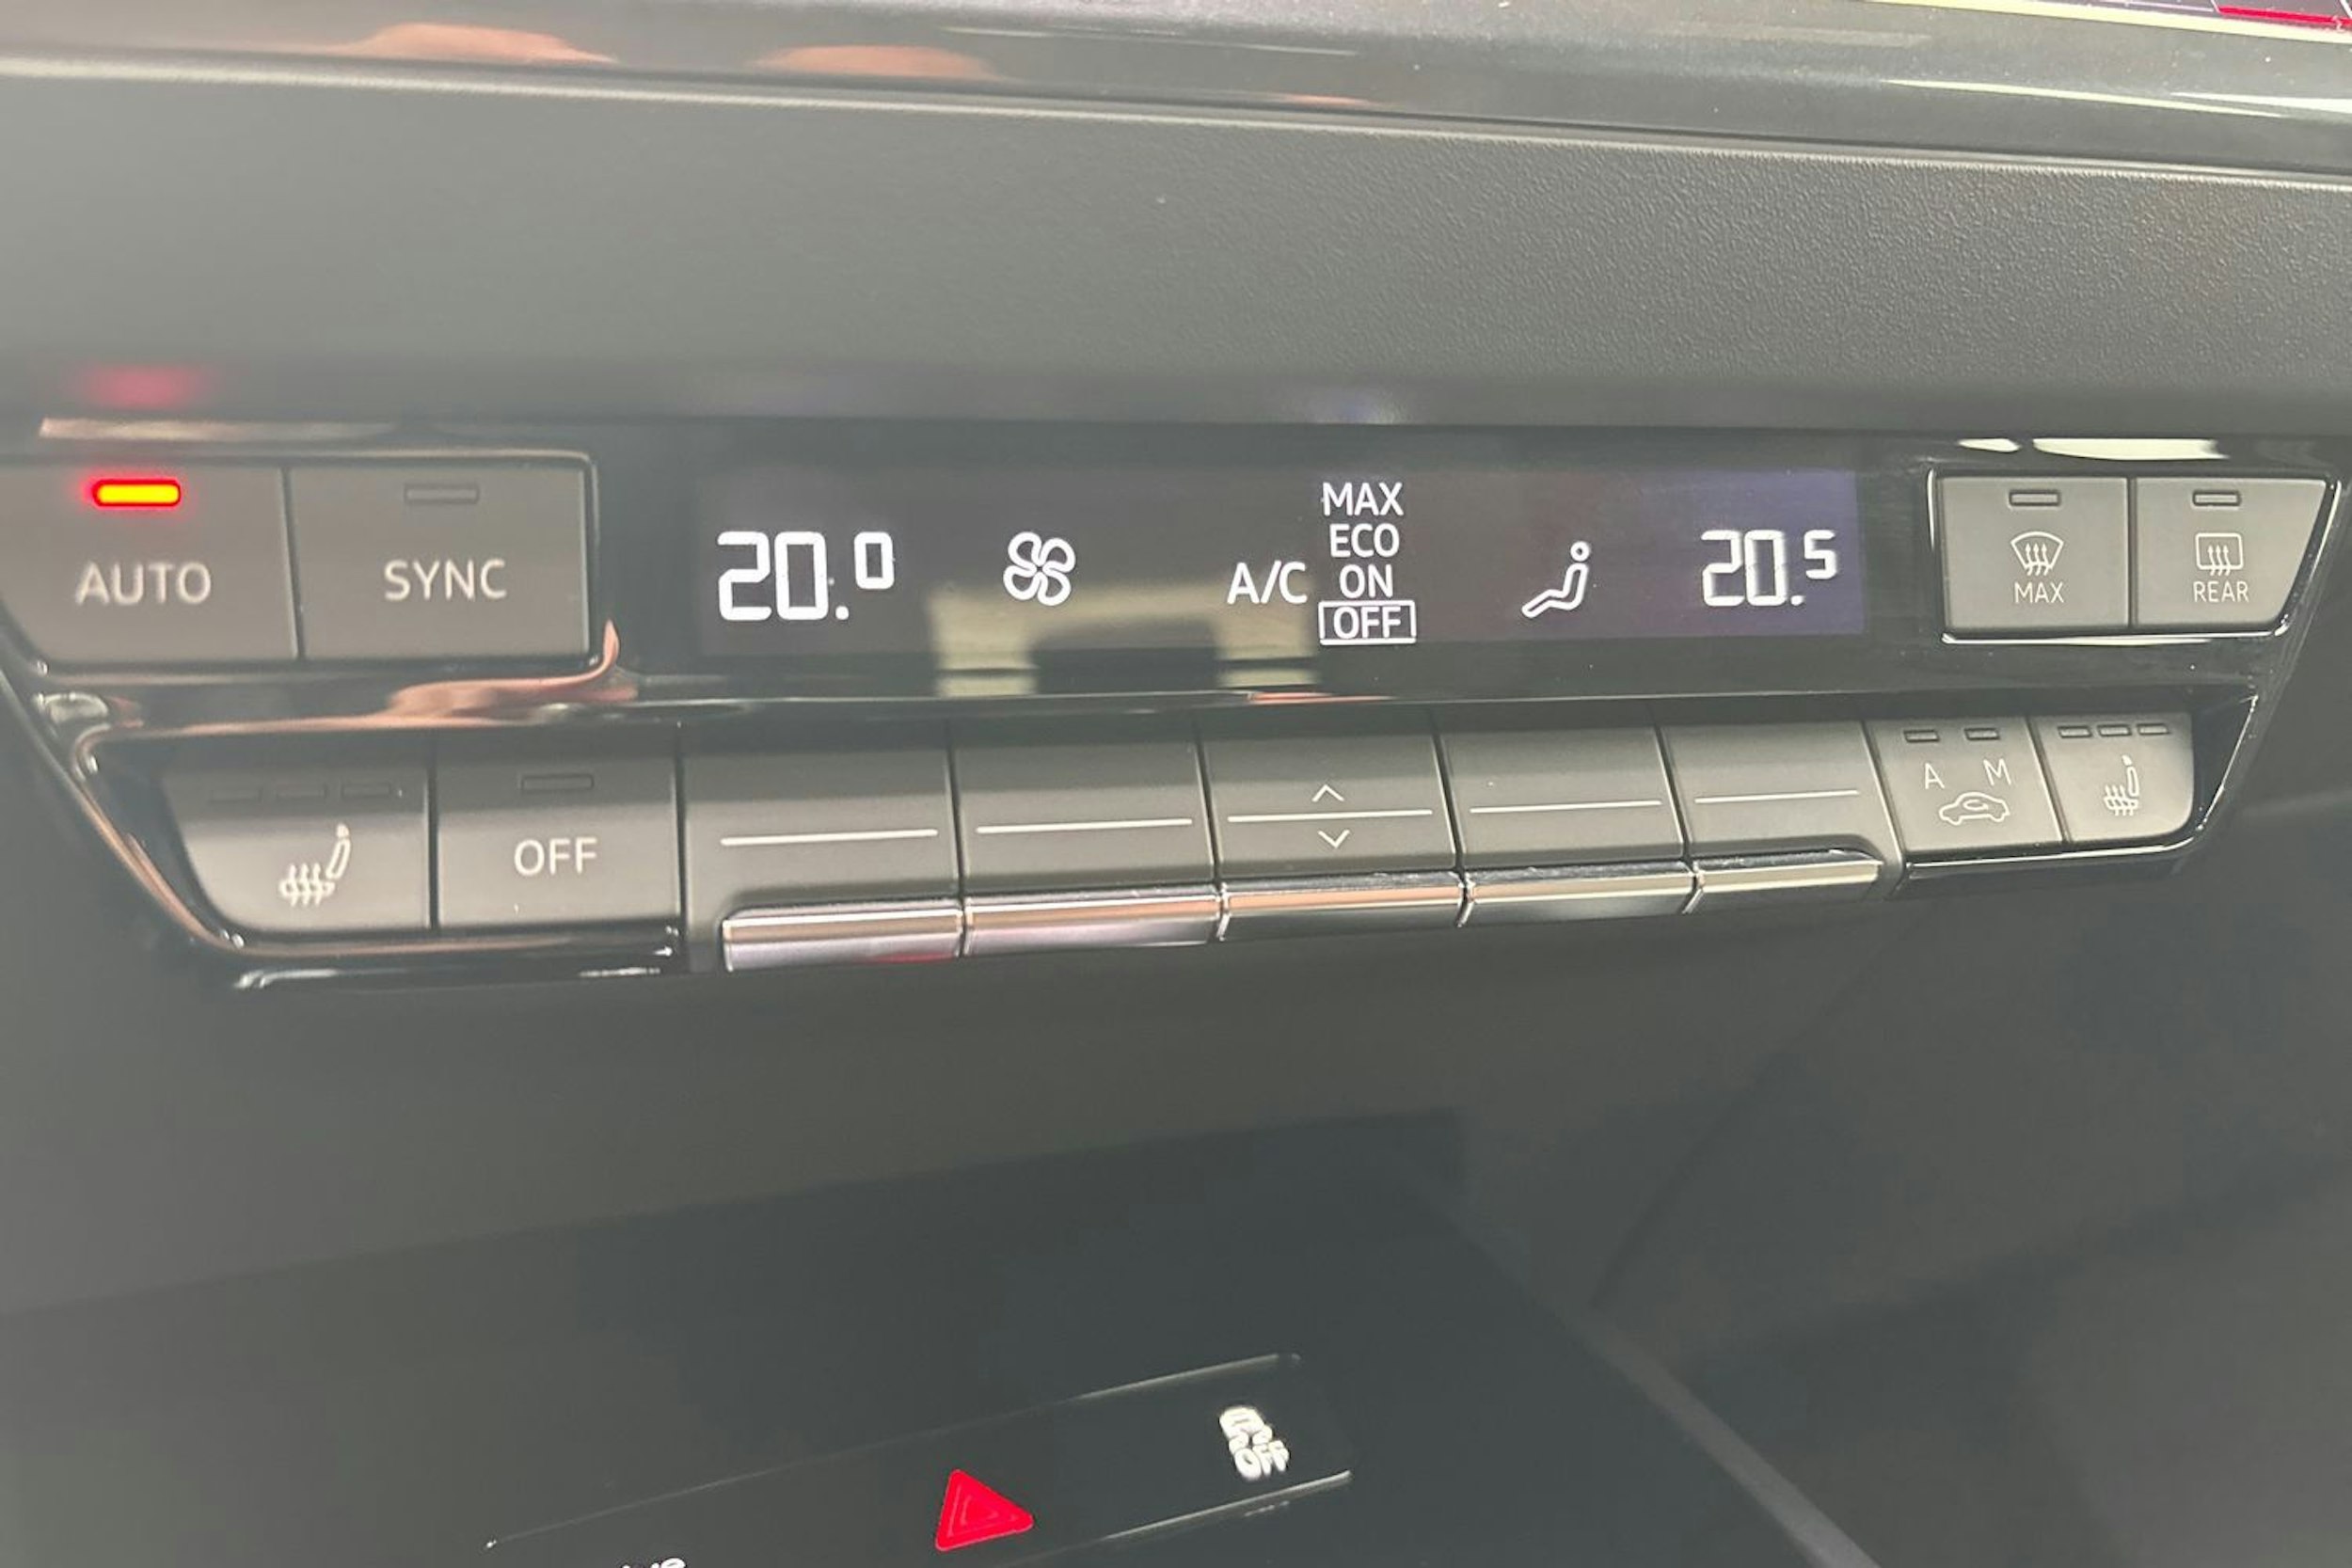 AUTO
SYNC
20.0
A/C
MAX
ECO
ON
OFF
20.5
MAX
REAR
OFF
A M
OFF